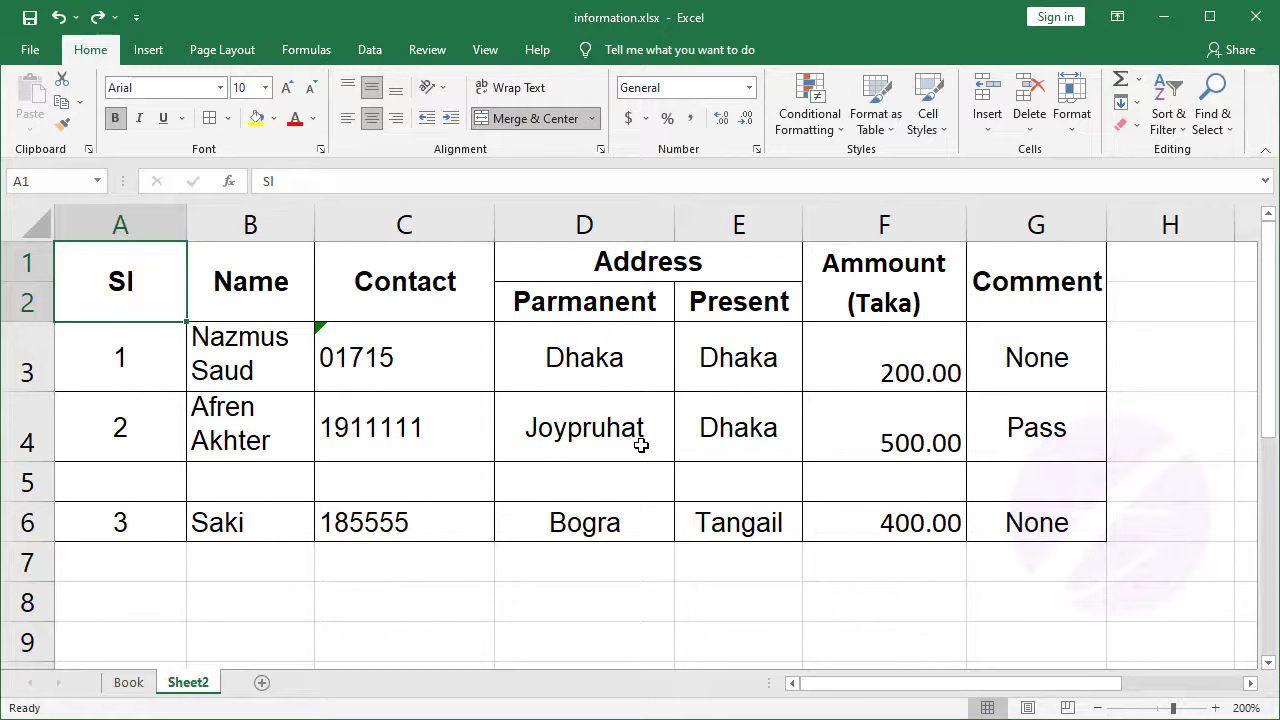 information.xlsx - Excel
Sign in
File Home Insert Page Layout Formulas Data Review View Help Tell me what you want to do Share
Paste
Arial 10
B I U
Wrap Text
Merge & Center
General
$ % ,
Conditional Formatting
Format as Table
Cell Styles
Insert Delete Format
Sort & Filter
Find & Select
Clipboard Font Alignment Number Styles Cells Editing
A1 fx Sl
A B C D E F G H
1 Sl Name Contact Address Ammount (Taka) Comment
2 Parmanent Present
3 1 Nazmus Saud 01715 Dhaka Dhaka 200.00 None
4 2 Afren Akhter 1911111 Joypruhat Dhaka 500.00 Pass
5
6 3 Saki 185555 Bogra Tangail 400.00 None
7
8
9
Book Sheet2
Ready 200%